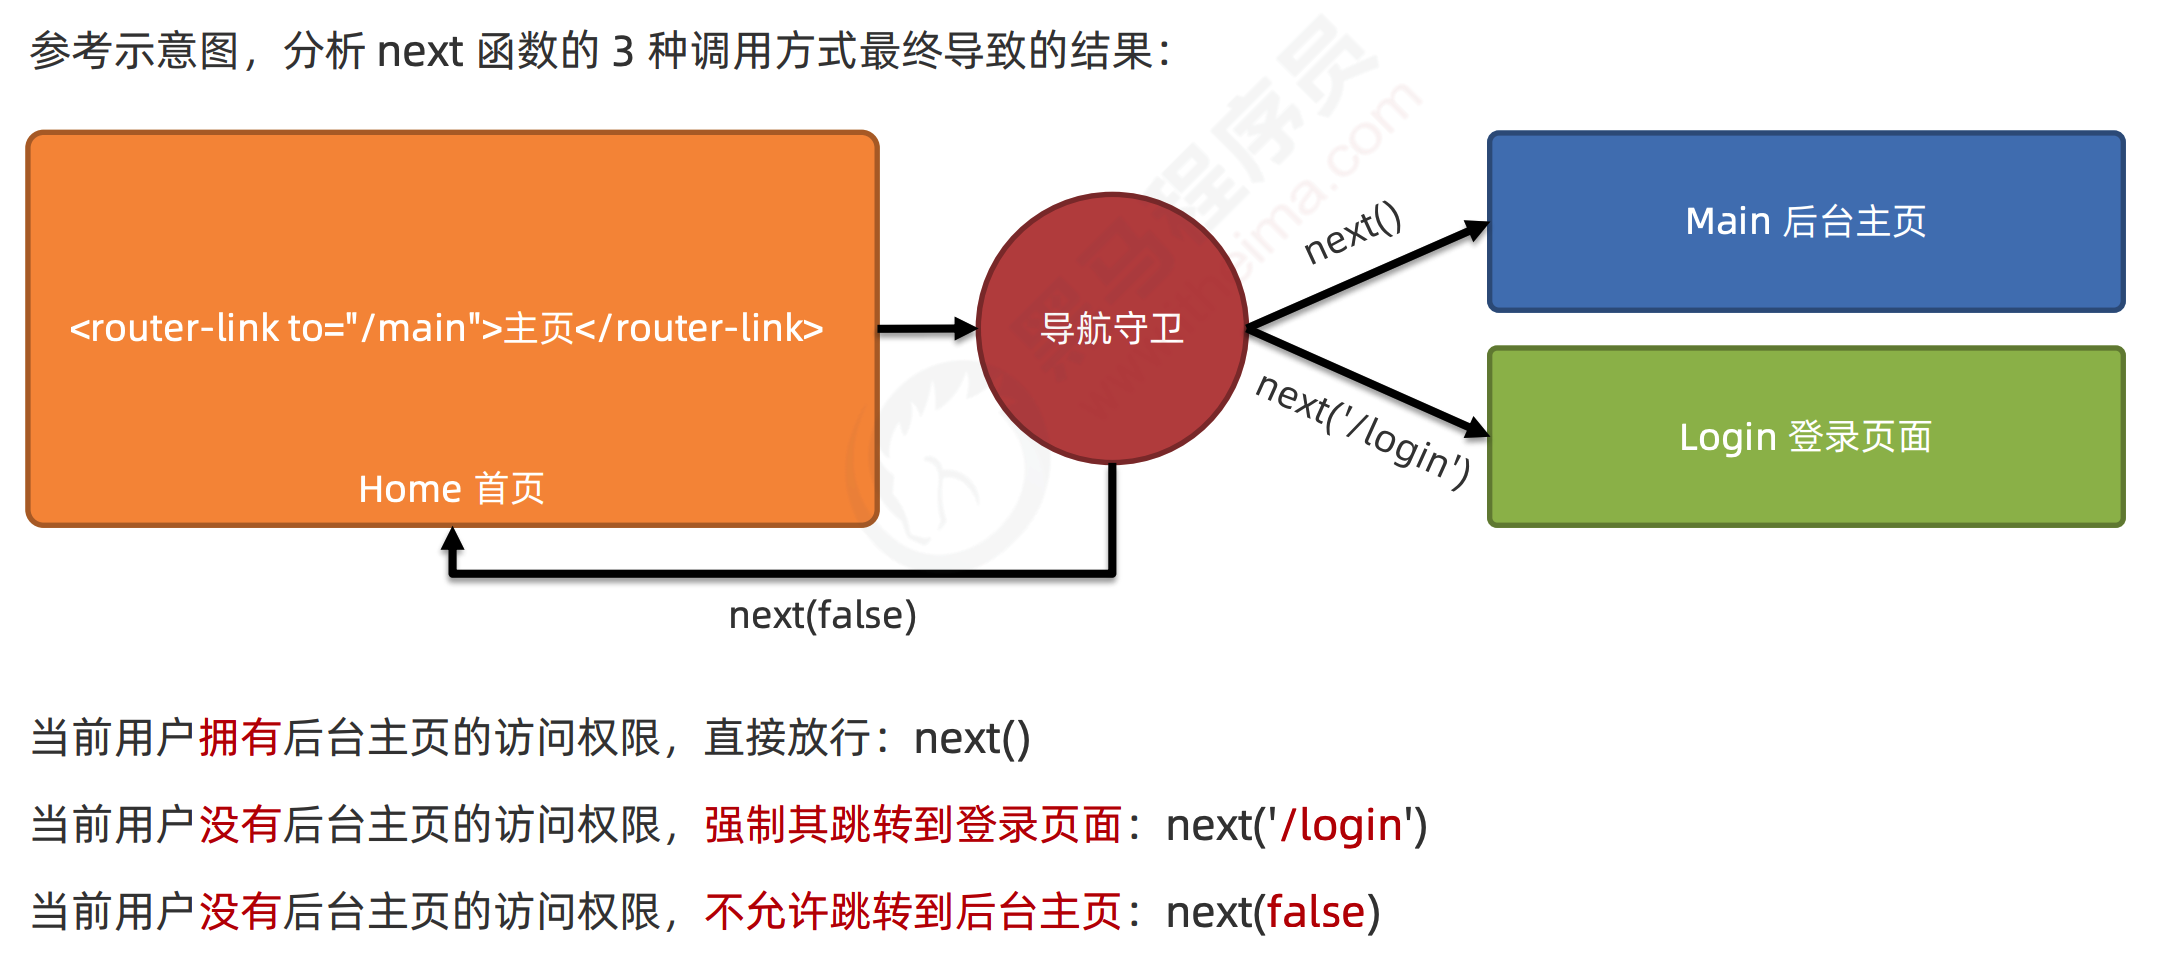 参考示意图，分析 next 函数的 3 种调用方式最终导致的结果：
<router-link to="/main">主页</router-link>
Home 首页
导航守卫
next()
next('/login')
next(false)
Main 后台主页
Login 登录页面
黑马程序员
当前用户拥有后台主页的访问权限，直接放行：next()
当前用户没有后台主页的访问权限，强制其跳转到登录页面：next('/login')
当前用户没有后台主页的访问权限，不允许跳转到后台主页：next(false)